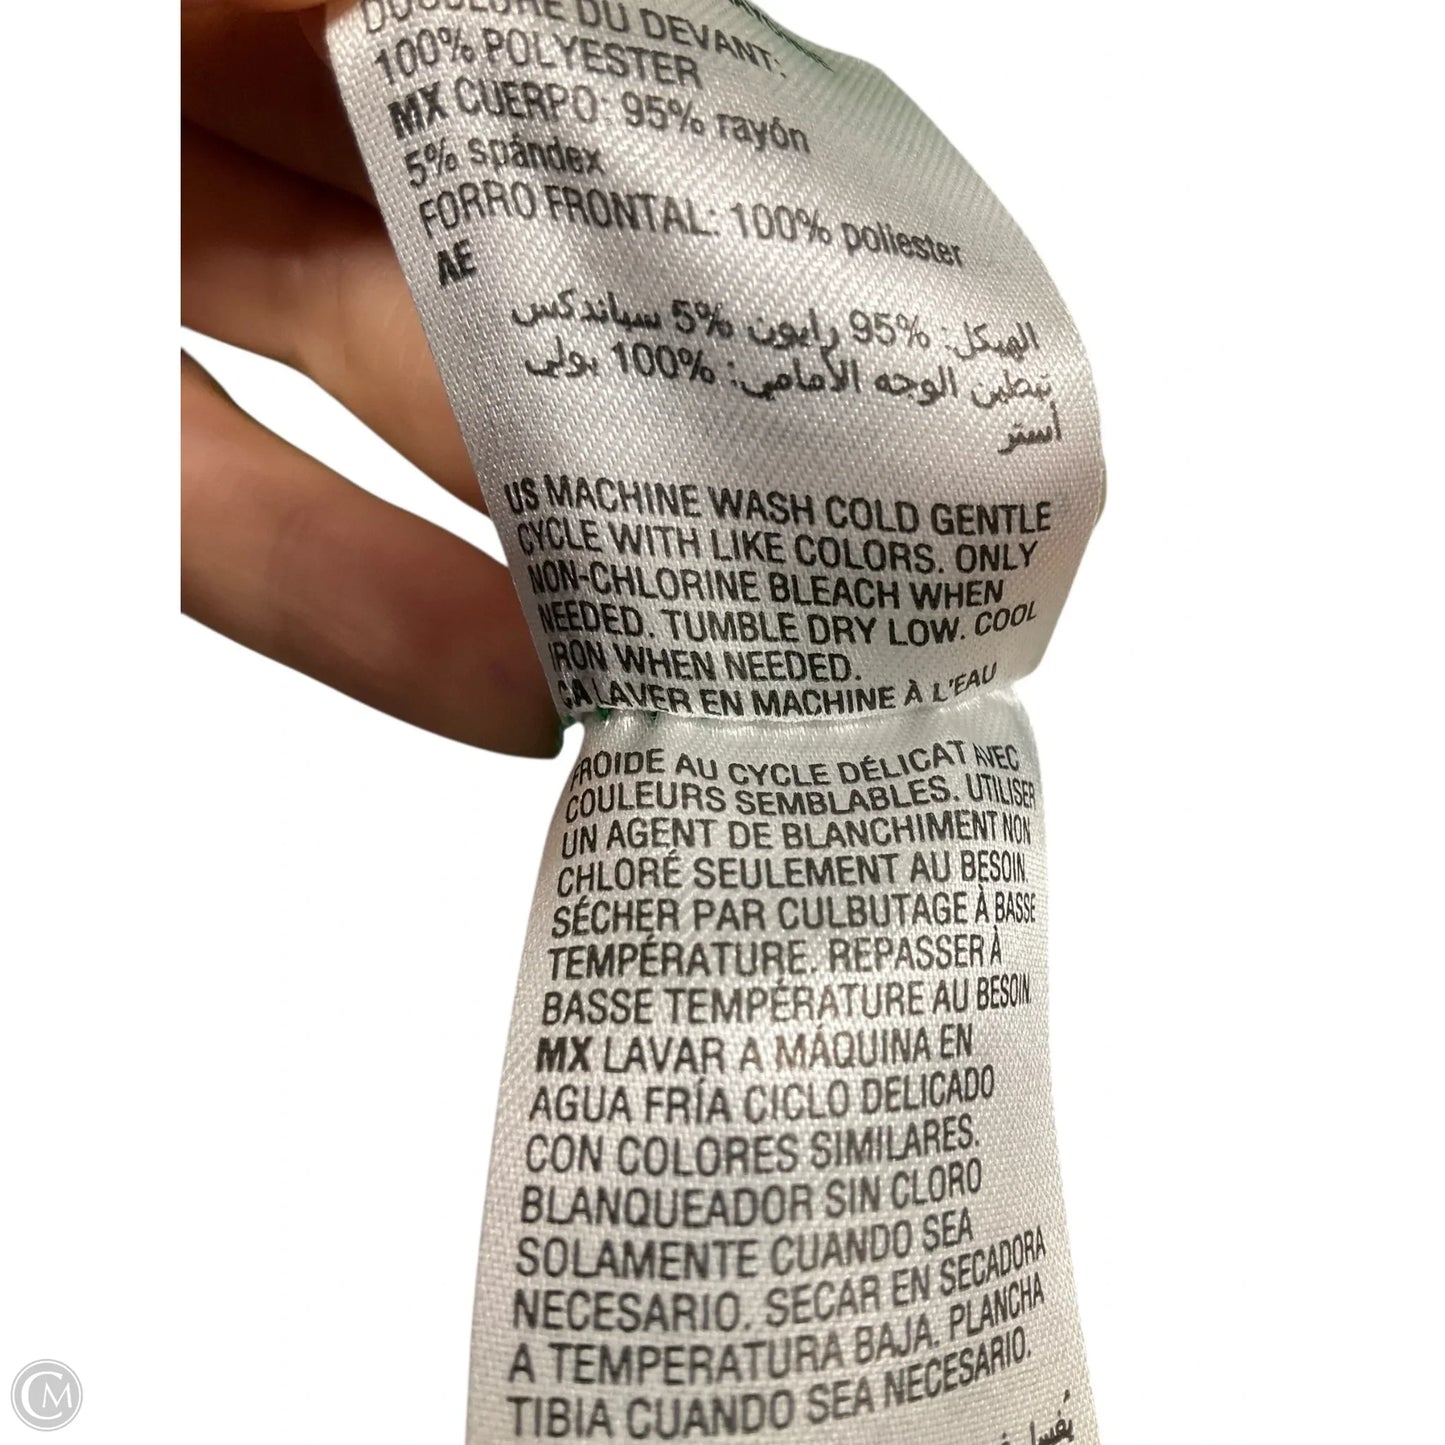 DOUBLURE DU DEVANT:
100% POLYESTER
MX CUERPO: 95% rayón
5% spándex
FORRO FRONTAL: 100% poliester
AE
الهيكل: 95% رايون 5% سباندكس
تبطين الوجه الأمامي: 100% بولي
أستر
US MACHINE WASH COLD GENTLE
CYCLE WITH LIKE COLORS. ONLY
NON-CHLORINE BLEACH WHEN
NEEDED. TUMBLE DRY LOW. COOL
IRON WHEN NEEDED.
CA LAVER EN MACHINE À L'EAU
FROIDE AU CYCLE DÉLICAT AVEC
COULEURS SEMBLABLES. UTILISER
UN AGENT DE BLANCHIMENT NON
CHLORÉ SEULEMENT AU BESOIN.
SÉCHER PAR CULBUTAGE À BASSE
TEMPÉRATURE. REPASSER À
BASSE TEMPÉRATURE AU BESOIN
MX LAVAR A MÁQUINA EN
AGUA FRÍA CICLO DELICADO
CON COLORES SIMILARES.
BLANQUEADOR SIN CLORO
SOLAMENTE CUANDO SEA
NECESARIO. SECAR EN SECADORA
A TEMPERATURA BAJA. PLANCHA
TIBIA CUANDO SEA NECESARIO.
CM